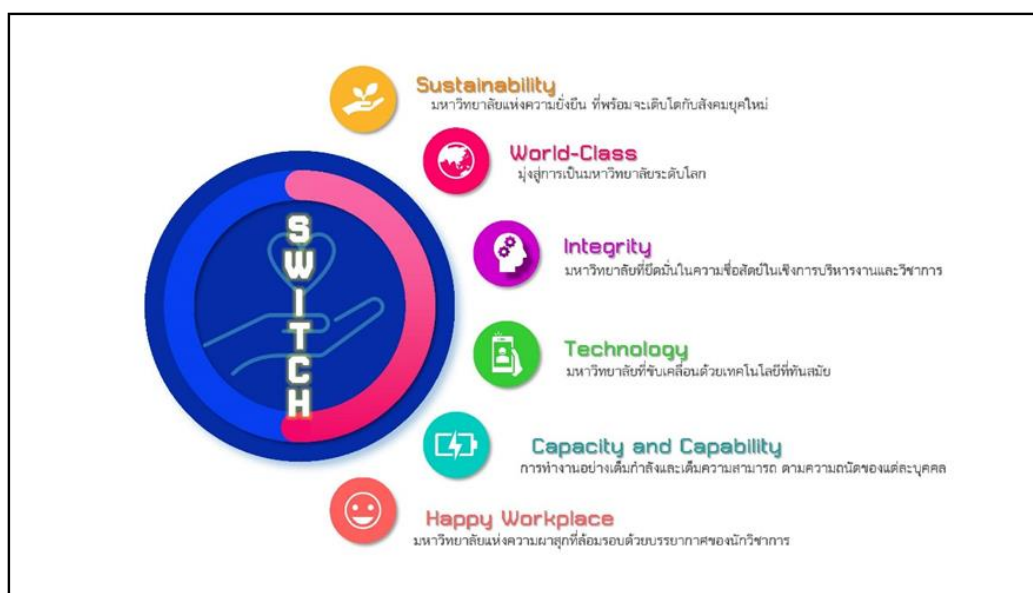 SWITCH
Sustainability
มหาวิทยาลัยแห่งความยั่งยืน ที่พร้อมจะเติบโตกับสังคมยุคใหม่
World-Class
มุ่งสู่การเป็นมหาวิทยาลัยระดับโลก
Integrity
มหาวิทยาลัยที่ยึดมั่นในความซื่อสัตย์ในเชิงการบริหารงานและวิชาการ
Technology
มหาวิทยาลัยที่ขับเคลื่อนด้วยเทคโนโลยีที่ทันสมัย
Capacity and Capability
การทำงานอย่างเต็มกำลังและเต็มความสามารถ ตามความถนัดของแต่ละบุคคล
Happy Workplace
มหาวิทยาลัยแห่งความผาสุกที่ล้อมรอบด้วยบรรยากาศของนักวิชาการ